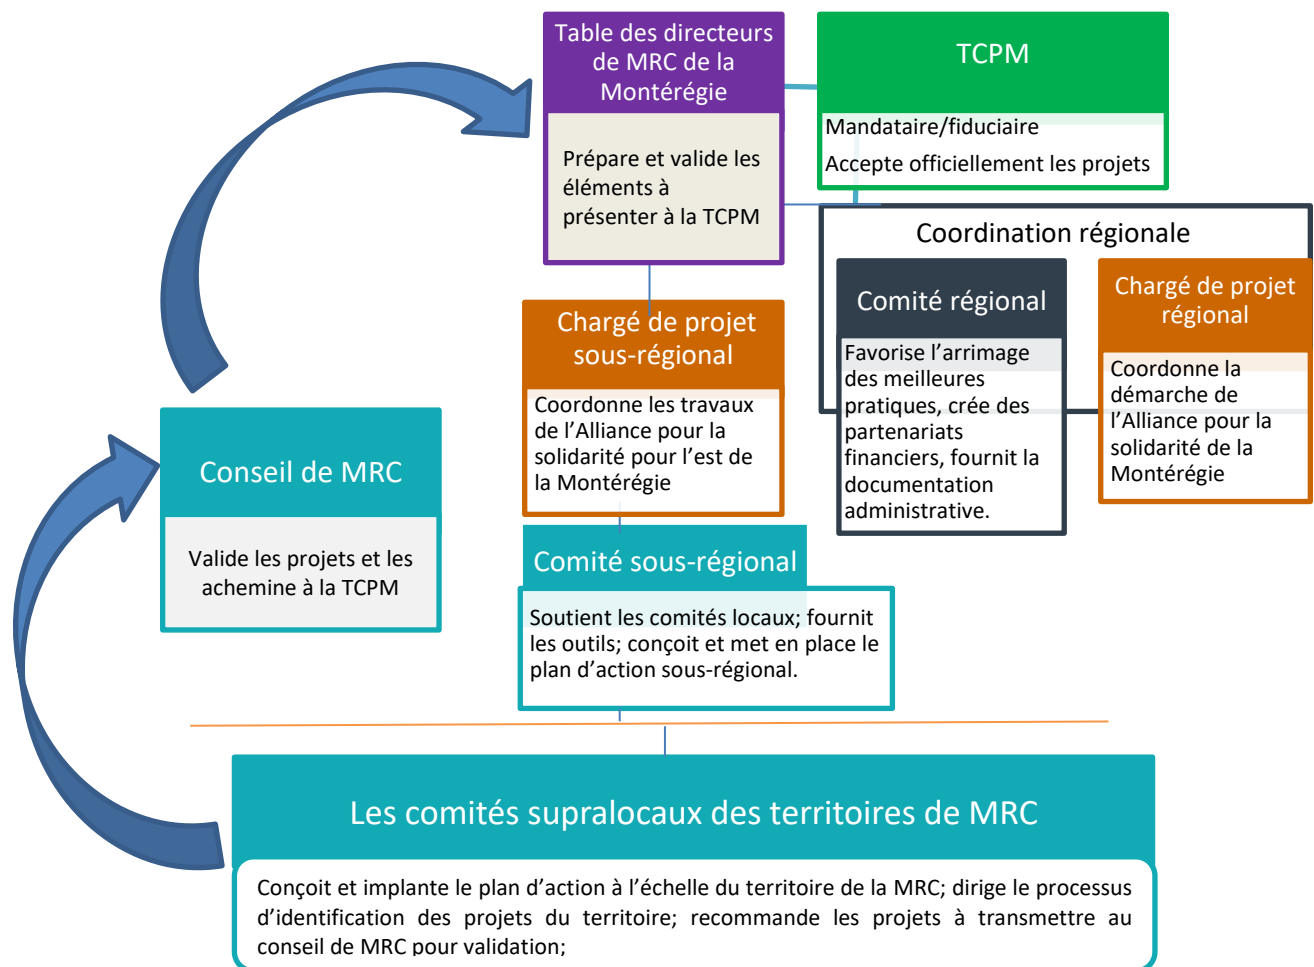 Table des directeurs
de MRC de la
Montérégie
Prépare et valide les
éléments à
présenter à la TCPM
TCPM
Mandataire/fiduciaire
Accepte officiellement les projets
Coordination régionale
Comité régional
Favorise l’arrimage
des meilleures
pratiques, crée des
partenariats
financiers, fournit la
documentation
administrative.
Chargé de projet
régional
Coordonne la
démarche de
l’Alliance pour la
solidarité de la
Montérégie
Chargé de projet
sous-régional
Coordonne les travaux
de l’Alliance pour la
solidarité pour l’est de
la Montérégie
Conseil de MRC
Valide les projets et les
achemine à la TCPM
Comité sous-régional
Soutient les comités locaux; fournit
les outils; conçoit et met en place le
plan d’action sous-régional.
Les comités supralocaux des territoires de MRC
Conçoit et implante le plan d’action à l’échelle du territoire de la MRC; dirige le processus
d’identification des projets du territoire; recommande les projets à transmettre au
conseil de MRC pour validation;